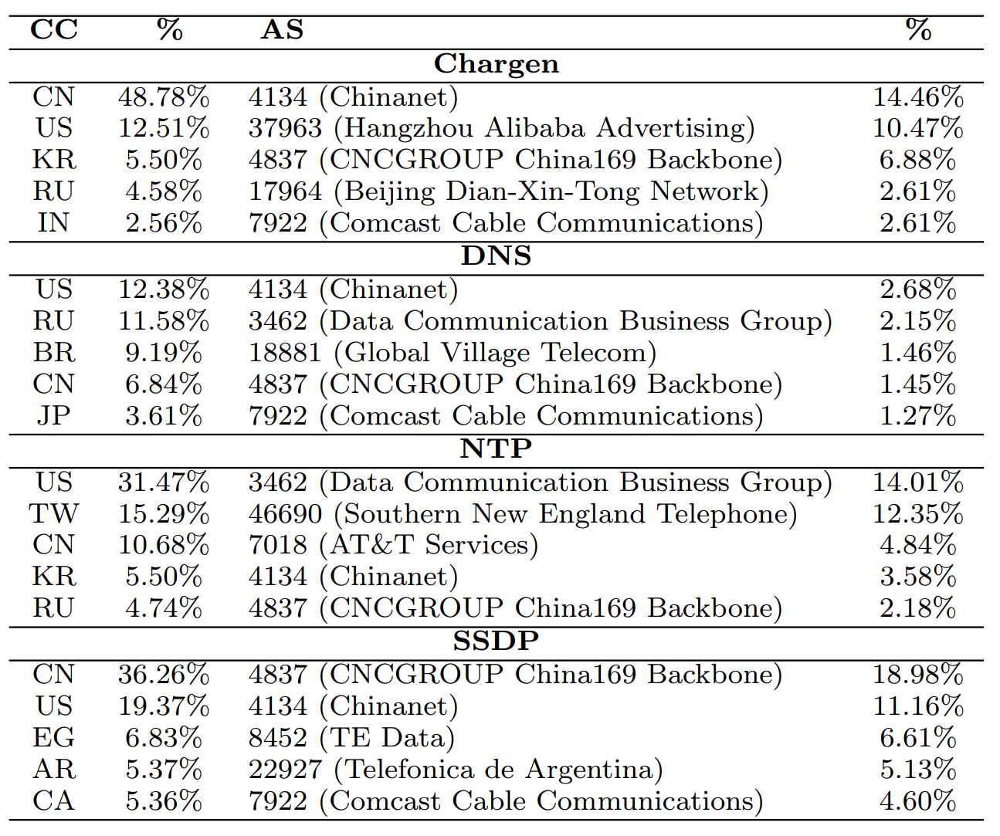 CC % AS %
Chargen
CN 48.78% 4134 (Chinanet) 14.46%
US 12.51% 37963 (Hangzhou Alibaba Advertising) 10.47%
KR 5.50% 4837 (CNCGROUP China169 Backbone) 6.88%
RU 4.58% 17964 (Beijing Dian-Xin-Tong Network) 2.61%
IN 2.56% 7922 (Comcast Cable Communications) 2.61%
DNS
US 12.38% 4134 (Chinanet) 2.68%
RU 11.58% 3462 (Data Communication Business Group) 2.15%
BR 9.19% 18881 (Global Village Telecom) 1.46%
CN 6.84% 4837 (CNCGROUP China169 Backbone) 1.45%
JP 3.61% 7922 (Comcast Cable Communications) 1.27%
NTP
US 31.47% 3462 (Data Communication Business Group) 14.01%
TW 15.29% 46690 (Southern New England Telephone) 12.35%
CN 10.68% 7018 (AT&T Services) 4.84%
KR 5.50% 4134 (Chinanet) 3.58%
RU 4.74% 4837 (CNCGROUP China169 Backbone) 2.18%
SSDP
CN 36.26% 4837 (CNCGROUP China169 Backbone) 18.98%
US 19.37% 4134 (Chinanet) 11.16%
EG 6.83% 8452 (TE Data) 6.61%
AR 5.37% 22927 (Telefonica de Argentina) 5.13%
CA 5.36% 7922 (Comcast Cable Communications) 4.60%